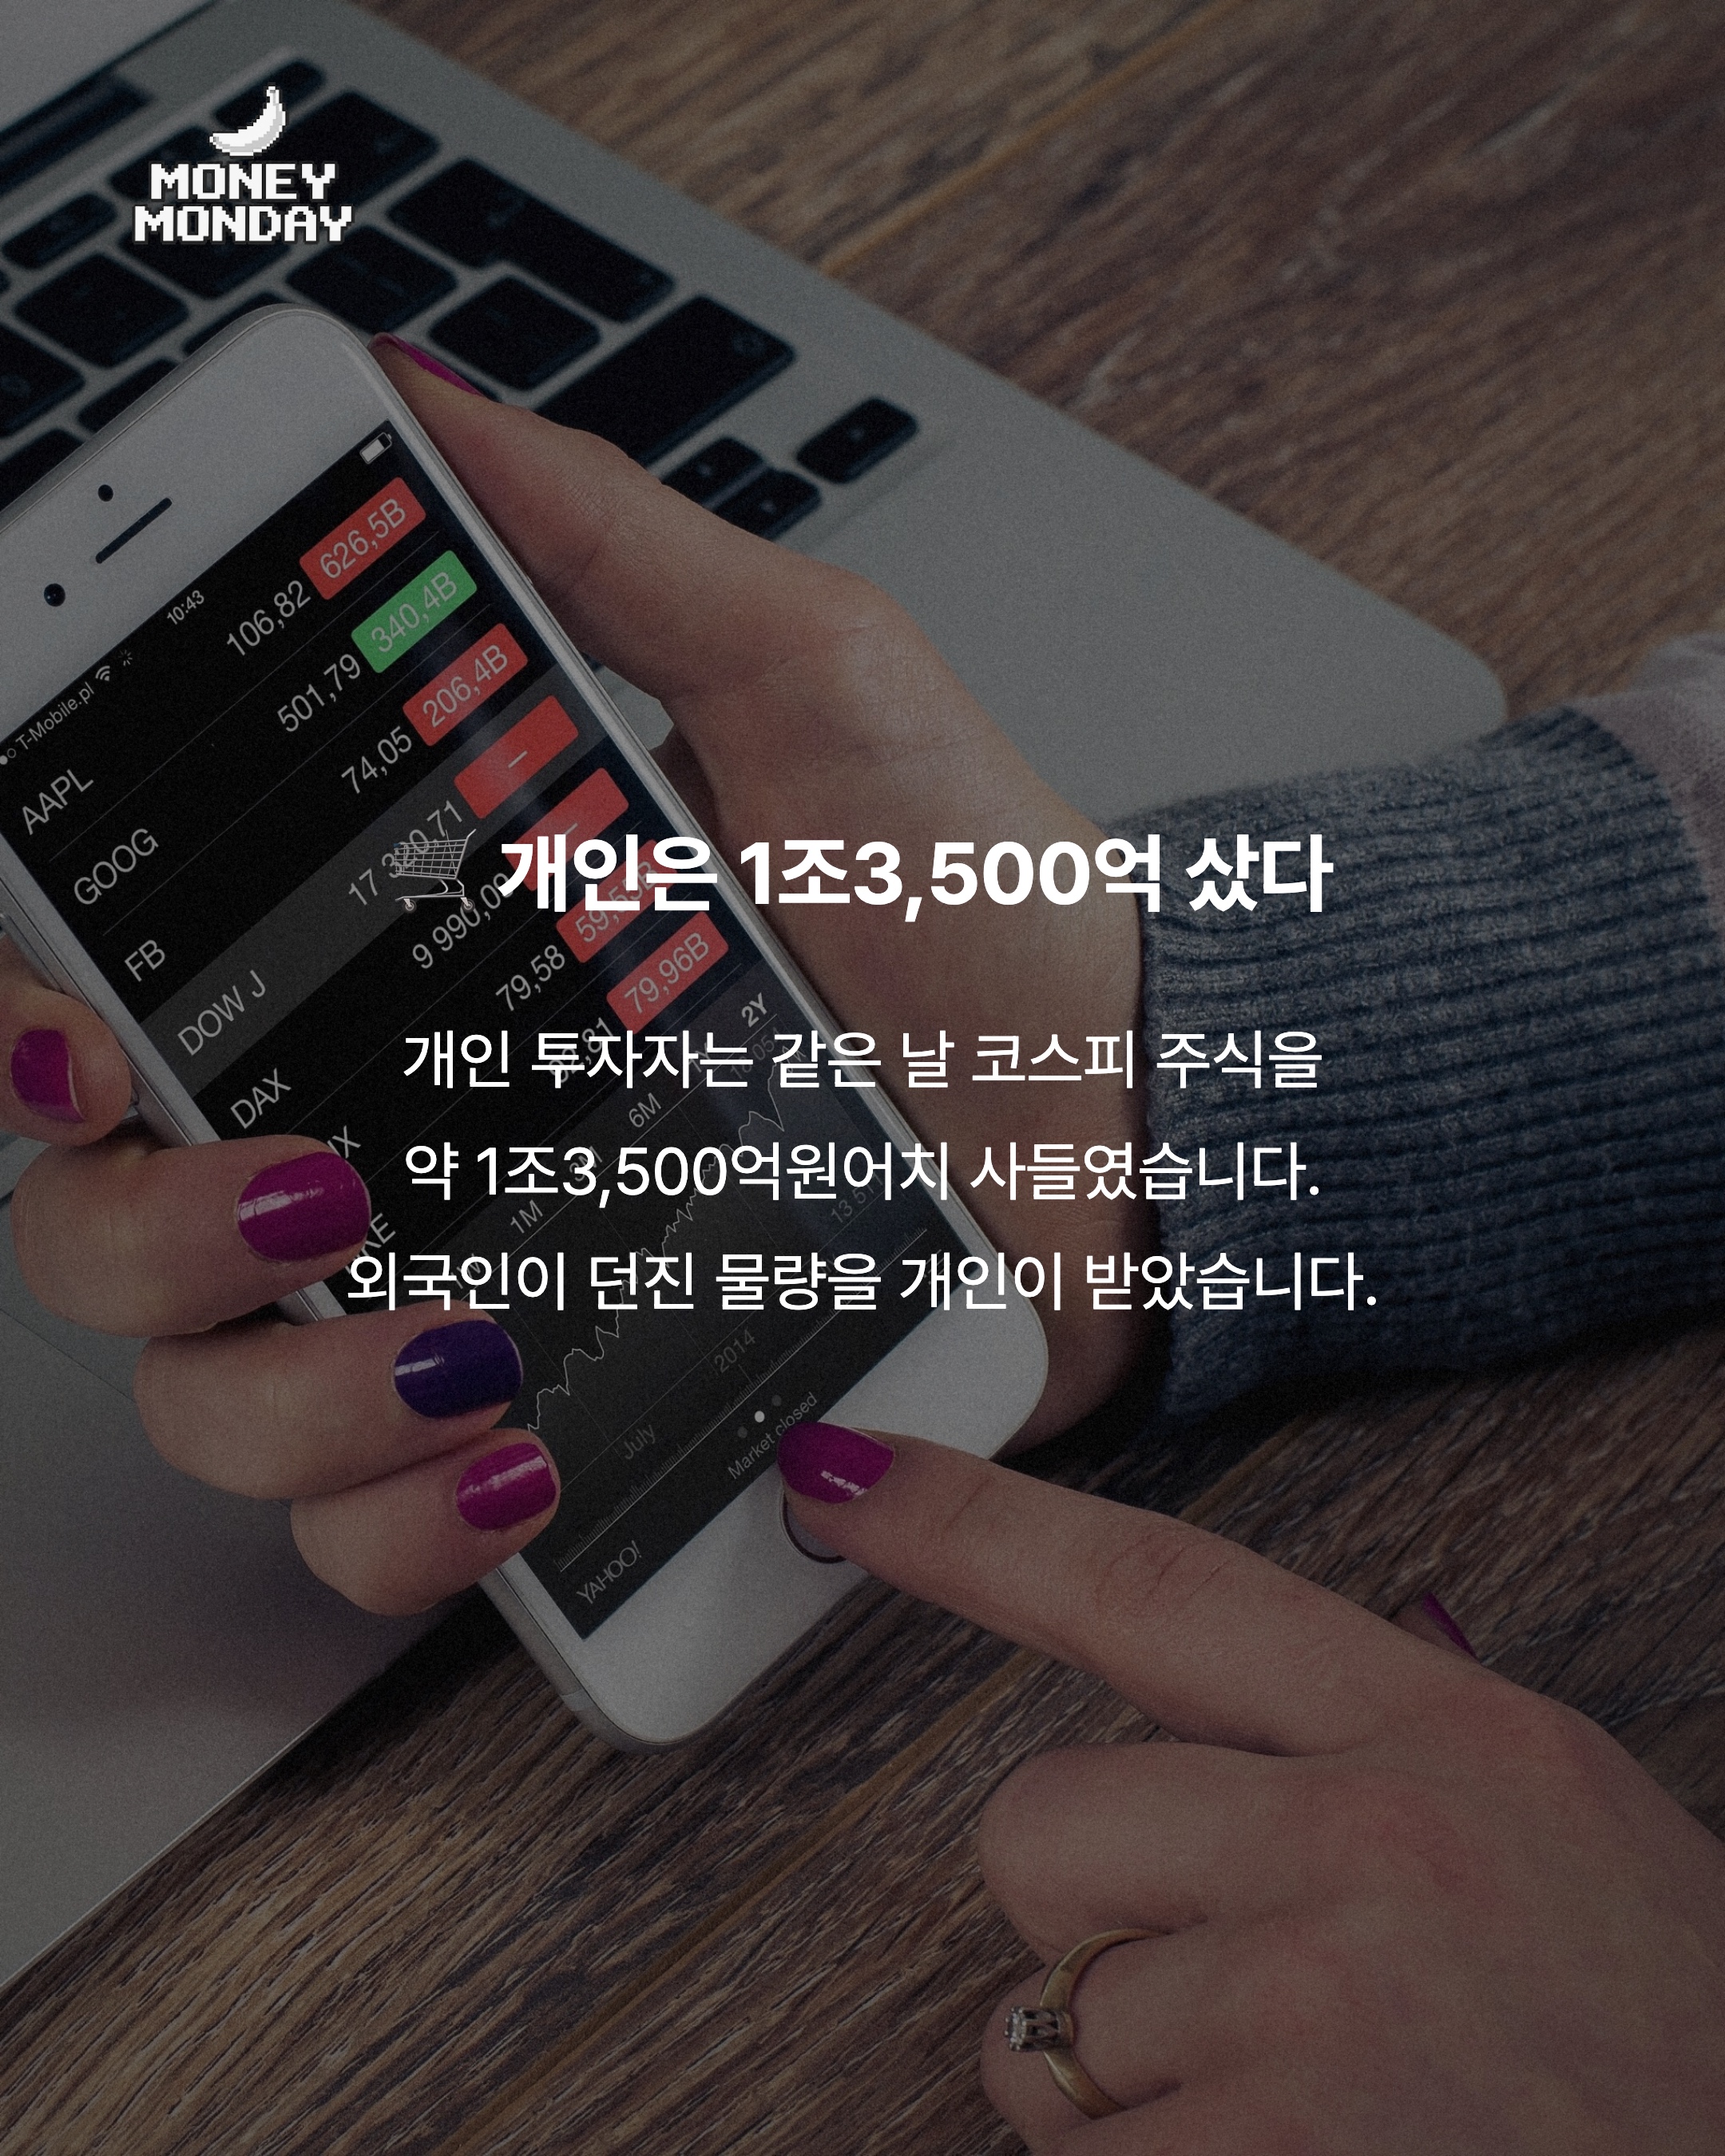 MONEY
MONDAY
10:43
T-Mobile.pl
AAPL 106,82 626,5B
GOOG 501,79 340,4B
FB 74,05 206,4B
DOW J –
DAX 9 990,09
79,58
79,96B
🛒 개인은 1조3,500억 샀다
개인 투자자는 같은 날 코스피 주식을
약 1조3,500억원어치 사들였습니다.
외국인이 던진 물량을 개인이 받았습니다.
1M
6M
2Y
July
2014
Market closed
YAHOO!